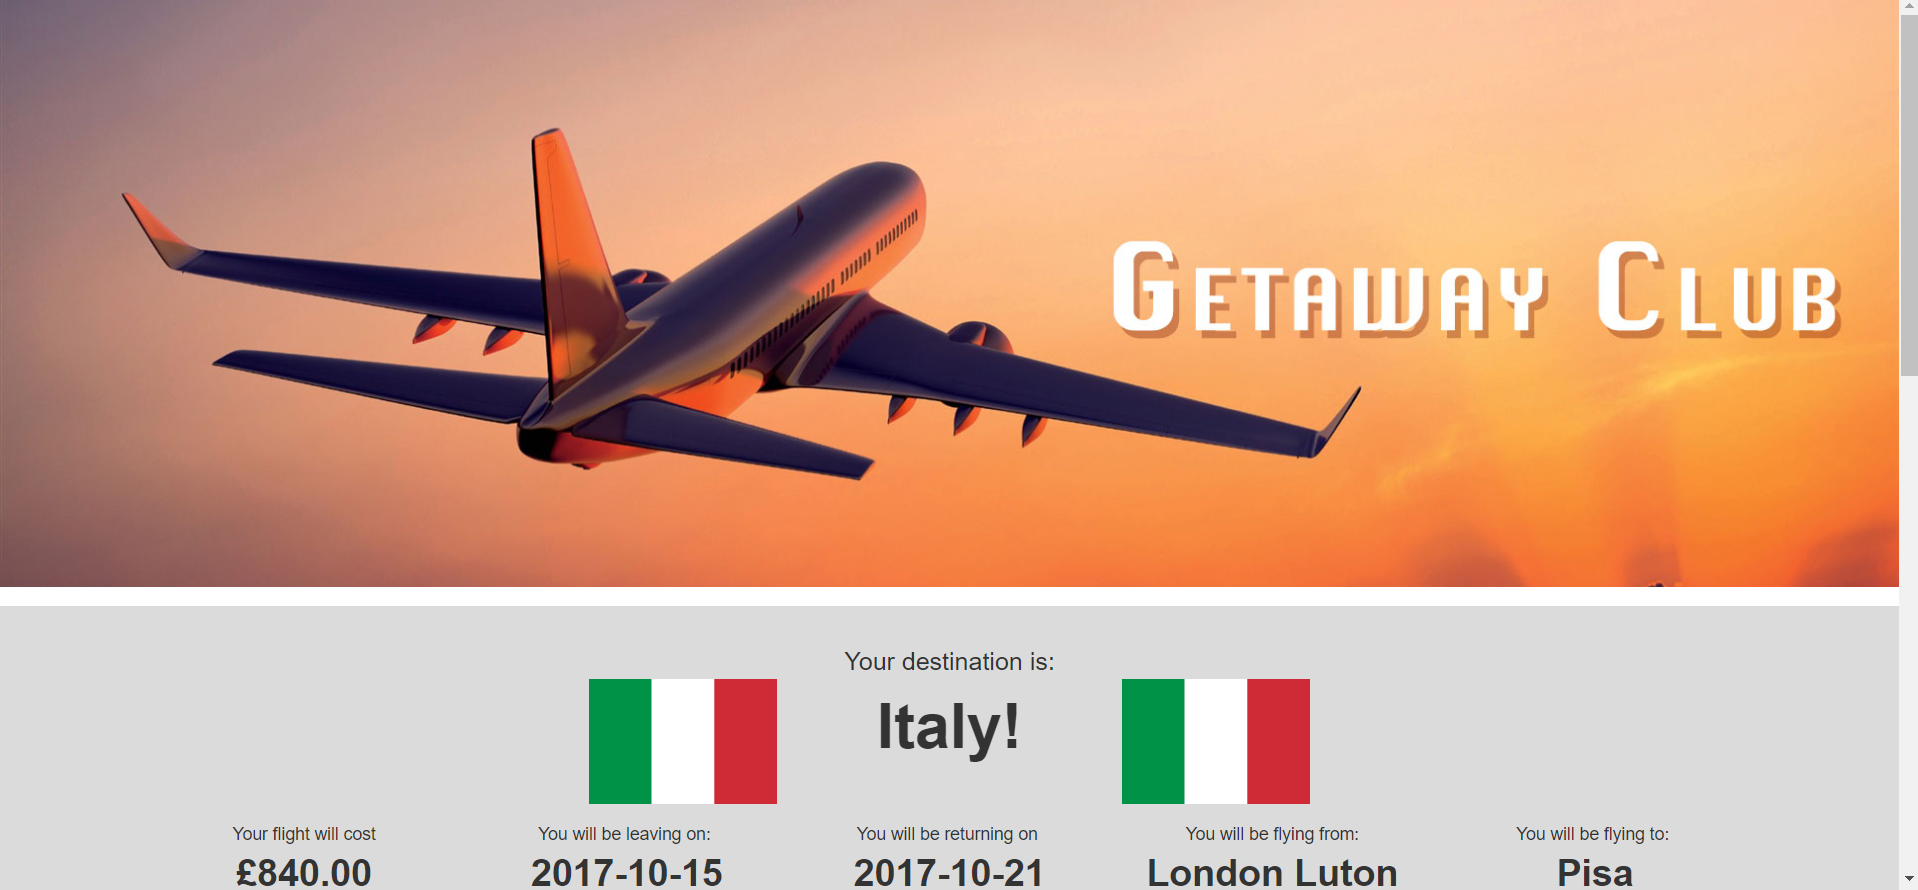 GETAWAY CLUB
Your destination is:
Italy!
Your flight will cost
£840.00
You will be leaving on:
2017-10-15
You will be returning on
2017-10-21
You will be flying from:
London Luton
You will be flying to:
Pisa